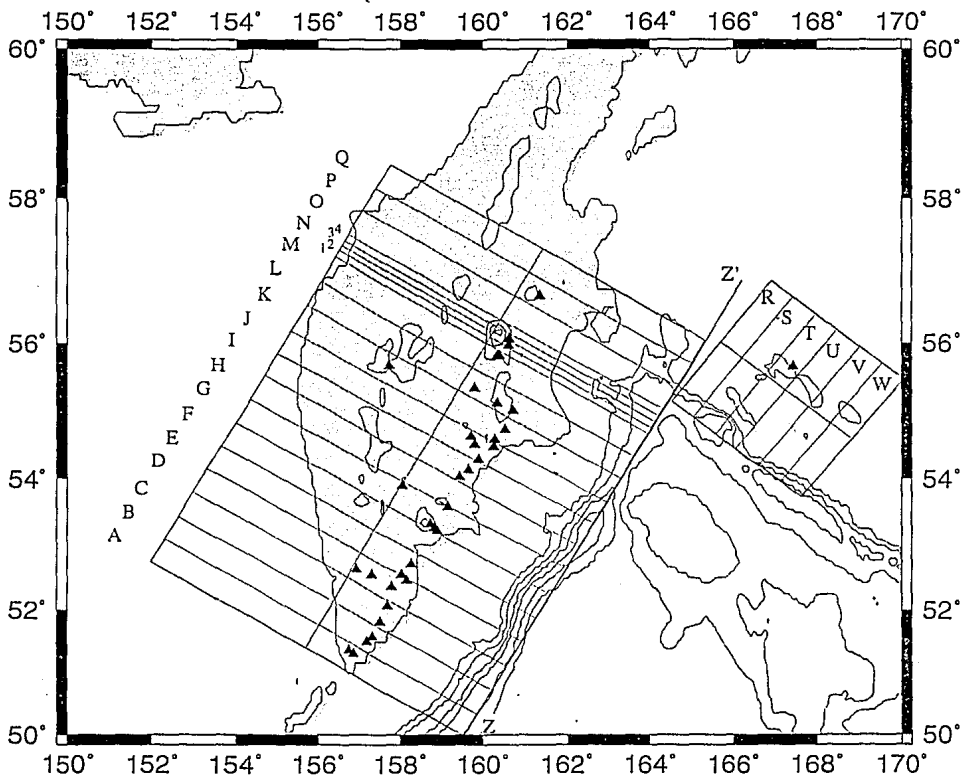 152° 154° 156° 158° 160° 162° 164° 166° 168° 170°
60° 60°
Q
P
O
N
M 1 2 3 4
L
K
J
I
H
G
F
E
D
C
B
A
Z'
R
S
T
U
V
W
58° 58°
56° 56°
54° 54°
52° 52°
50° Z 50°
150° 152° 154° 156° 158° 160° 162° 164° 166° 168° 170°